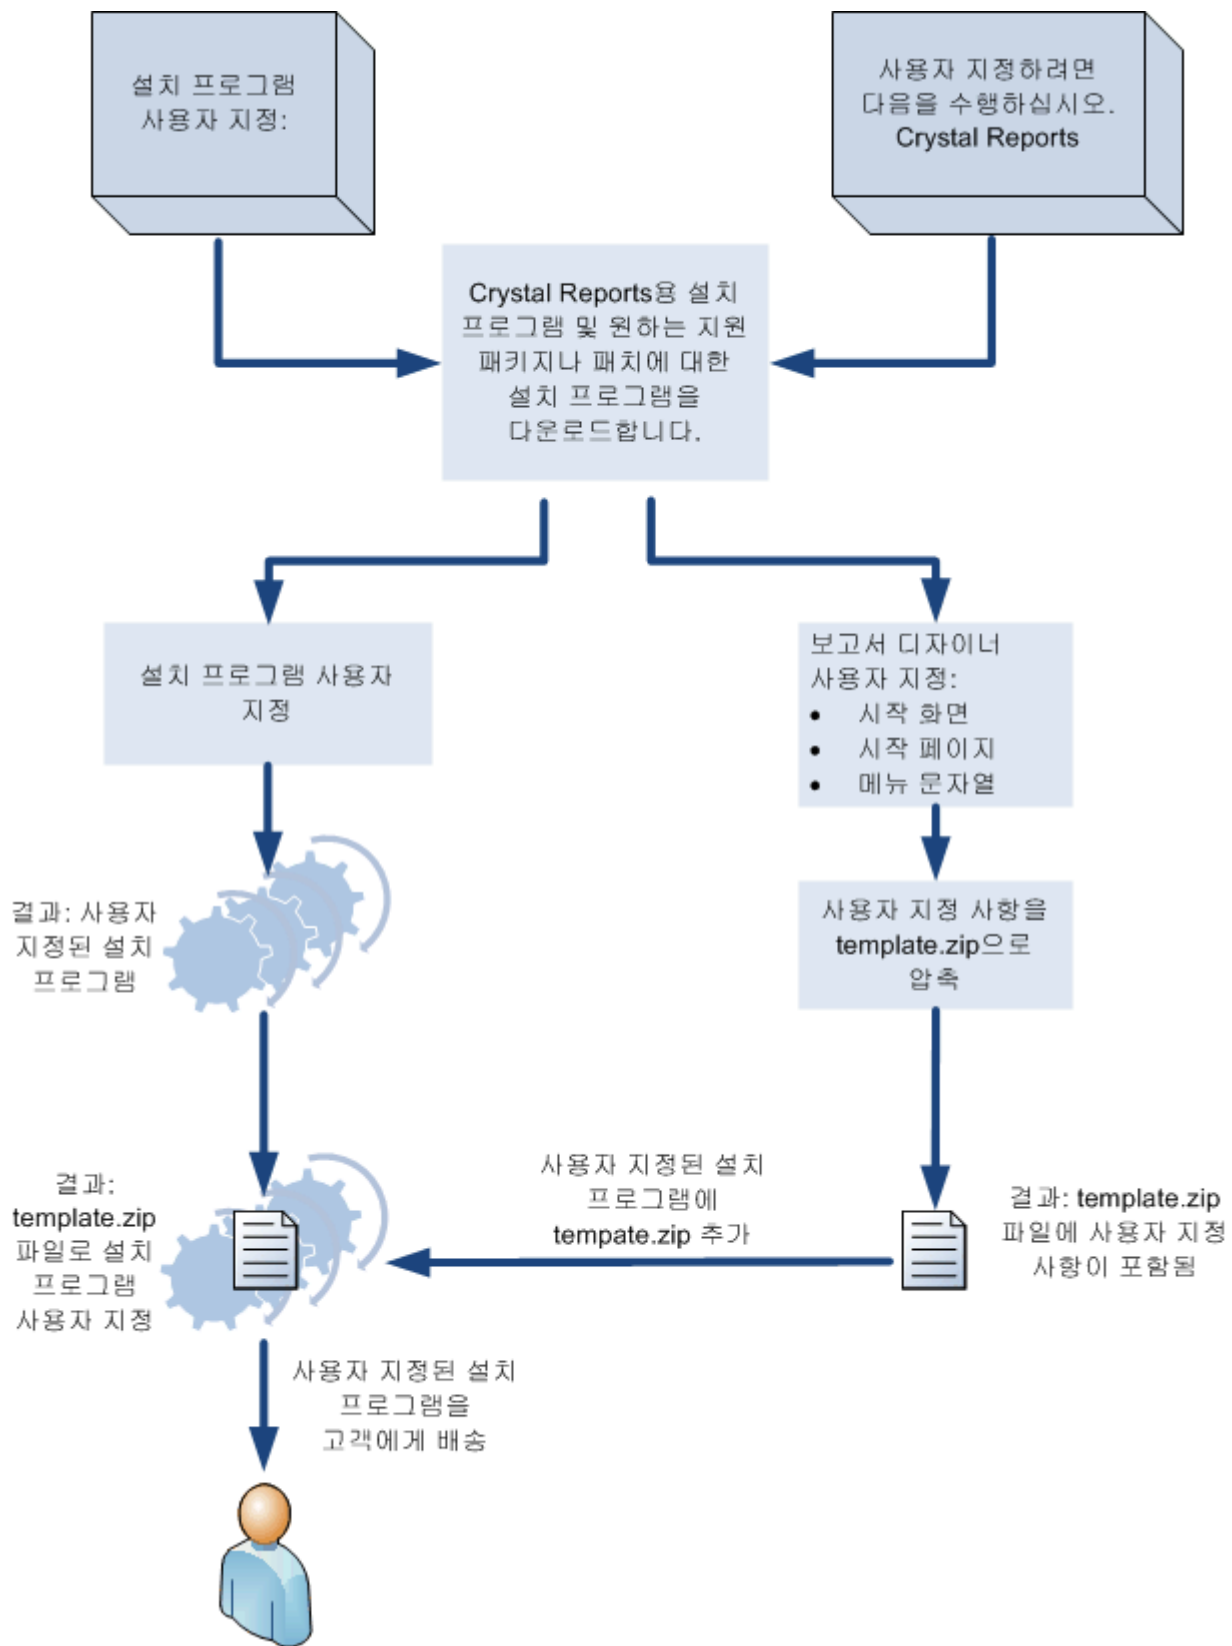 설치 프로그램
사용자 지정:
사용자 지정하려면
다음을 수행하십시오.
Crystal Reports
Crystal Reports용 설치
프로그램 및 원하는 지원
패키지나 패치에 대한
설치 프로그램을
다운로드합니다.
설치 프로그램 사용자
지정
보고서 디자이너
사용자 지정:
• 시작 화면
• 시작 페이지
• 메뉴 문자열
결과: 사용자
지정된 설치
프로그램
사용자 지정 사항을
template.zip으로
압축
결과:
template.zip
파일로 설치
프로그램
사용자 지정
사용자 지정된 설치
프로그램에
tempate.zip 추가
결과: template.zip
파일에 사용자 지정
사항이 포함됨
사용자 지정된 설치
프로그램을
고객에게 배송